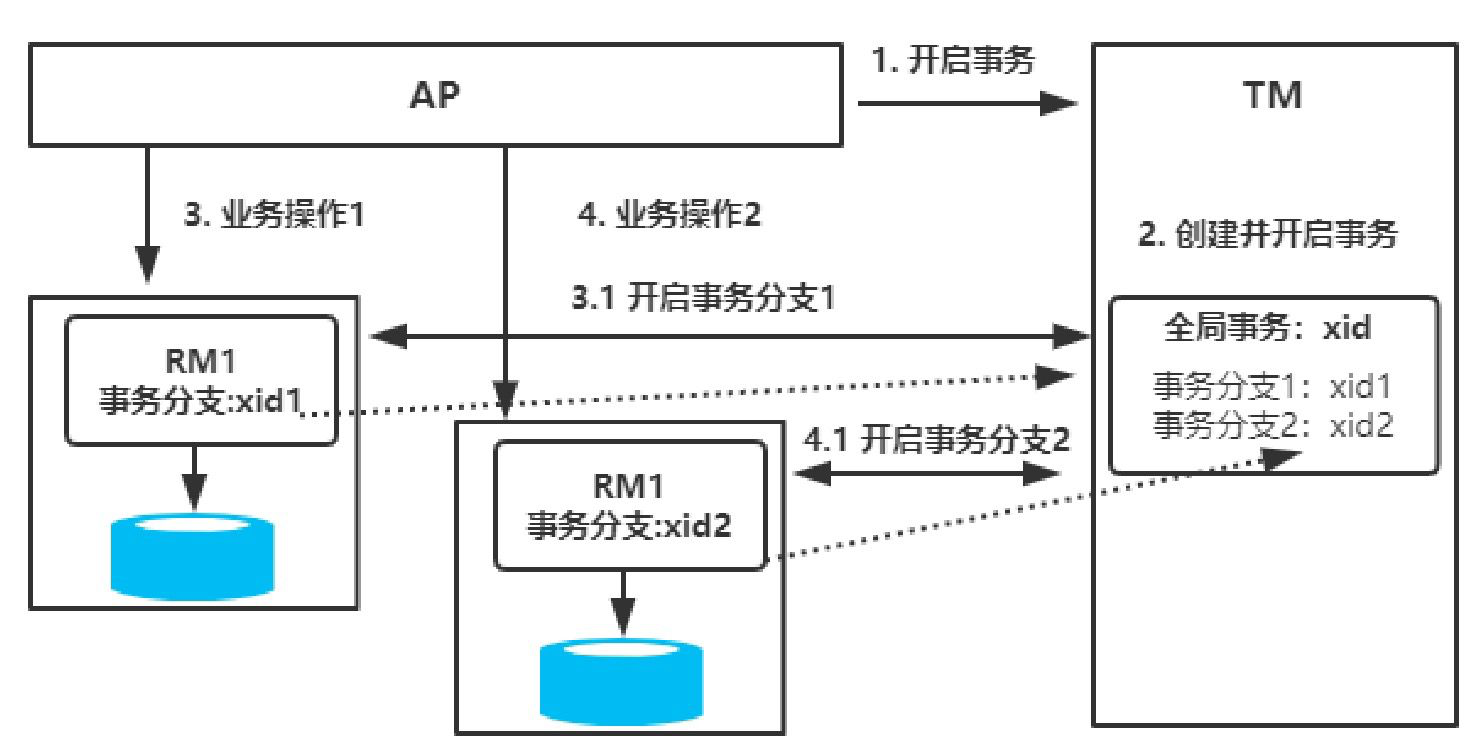 AP
1. 开启事务
TM
3. 业务操作1
4. 业务操作2
2. 创建并开启事务
3.1 开启事务分支1
全局事务：xid
RM1
事务分支:xid1
事务分支1：xid1
事务分支2：xid2
4.1 开启事务分支2
RM1
事务分支:xid2